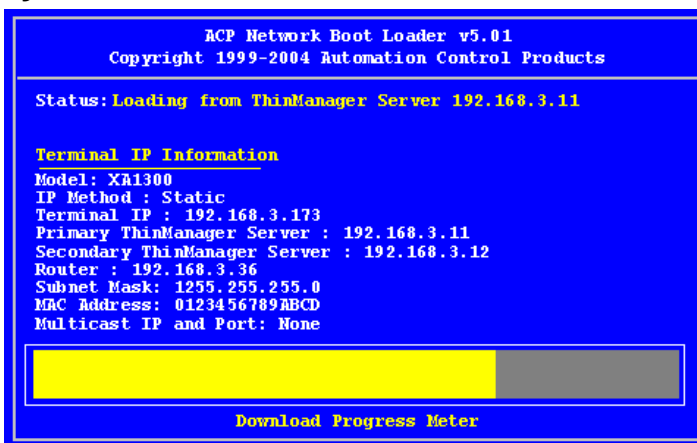 ACP Network Boot Loader v5.01
Copyright 1999-2004 Automation Control Products
Status: Loading from ThinManager Server 192.168.3.11
Terminal IP Information
Model: XA1300
IP Method : Static
Terminal IP : 192.168.3.173
Primary ThinManager Server : 192.168.3.11
Secondary ThinManager Server : 192.168.3.12
Router : 192.168.3.36
Subnet Mask: 1255.255.255.0
MAC Address: 0123456789ABCD
Multicast IP and Port: None
Download Progress Meter